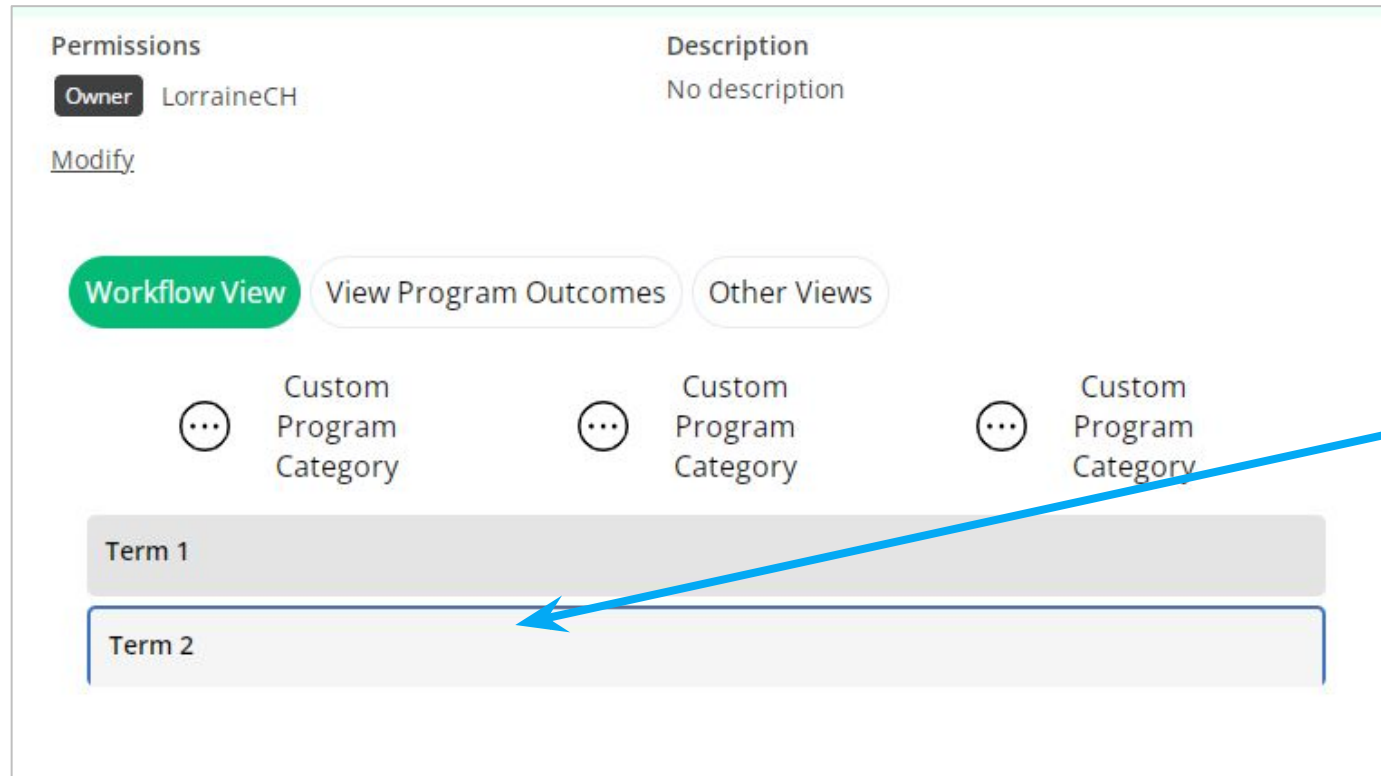 Permissions
Description
Owner LorraineCH
No description
Modify
Workflow View
View Program Outcomes
Other Views
Custom
Program
Category
Custom
Program
Category
Custom
Program
Category
Term 1
Term 2